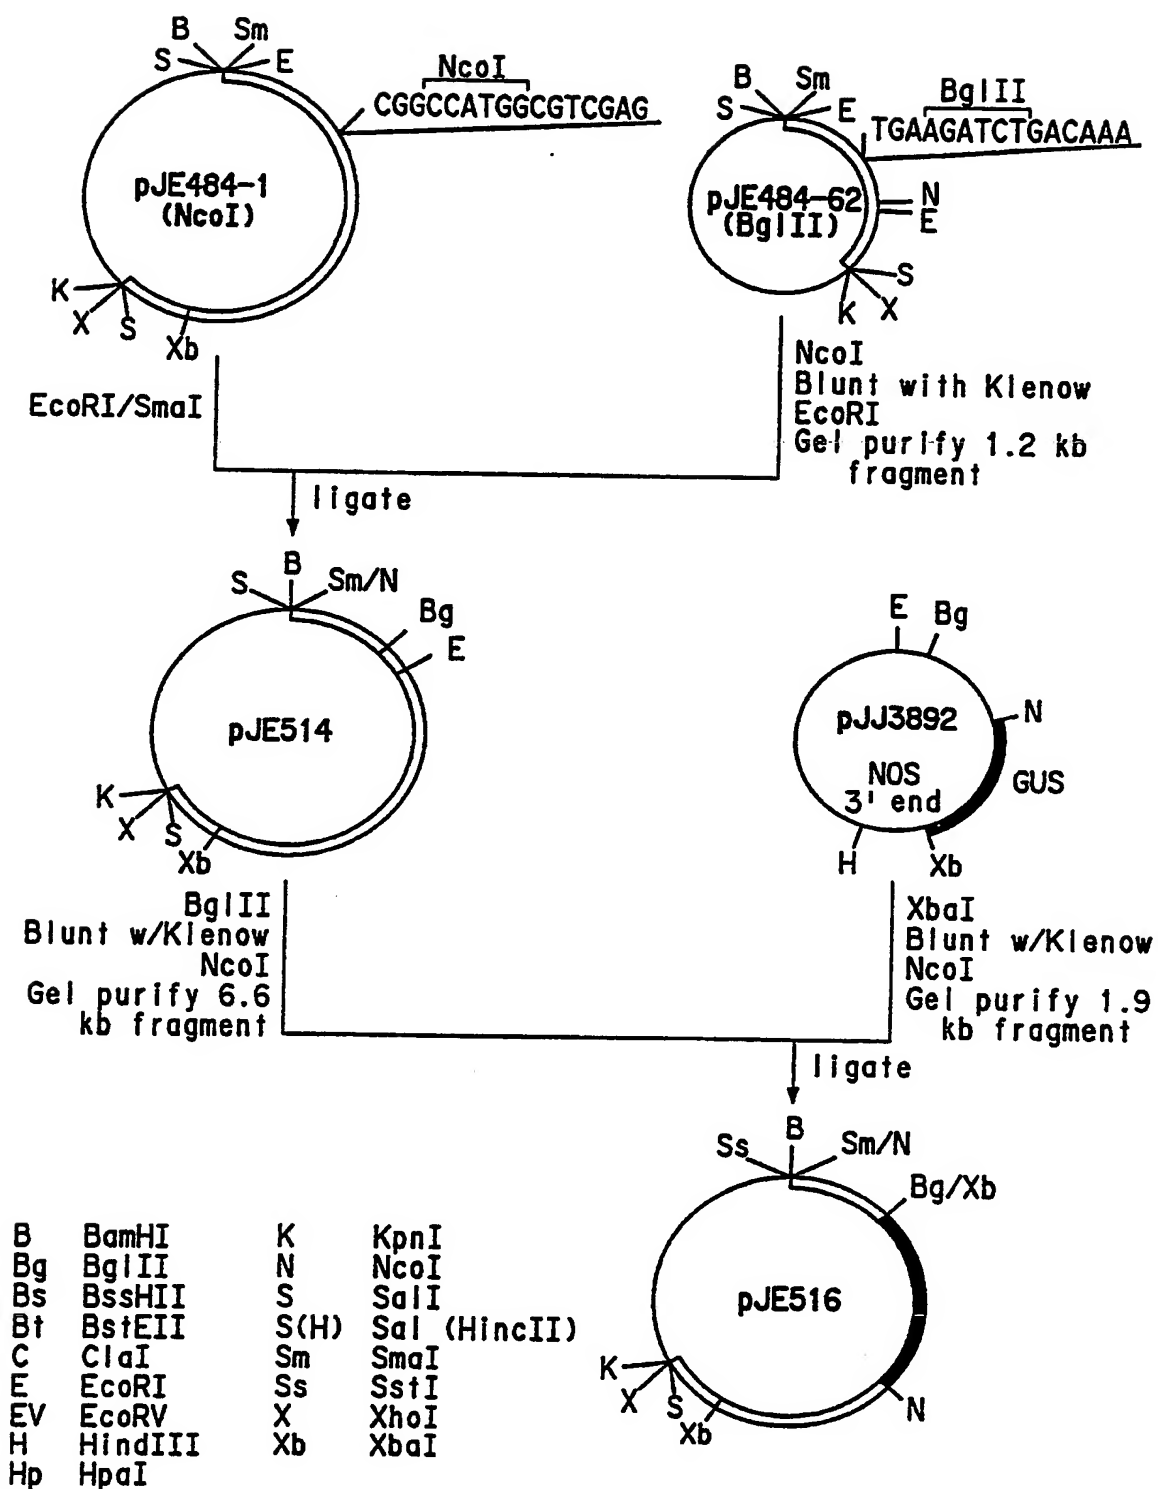 B
Sm
S
E
NcoI
CGGCCATGGCGTCGAG
pJE484-1
(NcoI)
K
X
S
Xb
B
Sm
S
E
BglII
TGAAGATCTGACAAA
pJE484-62
(BglII)
N
E
S
X
K
EcoRI/SmaI
NcoI
Blunt with Klenow
EcoRI
Gel purify 1.2 kb
fragment
ligate
B
S
Sm/N
Bg
E
pJE514
K
X
S
Xb
E
Bg
N
pJJ3892
NOS
3' end
GUS
H
Xb
BglII
Blunt w/Klenow
NcoI
Gel purify 6.6
kb fragment
XbaI
Blunt w/Klenow
NcoI
Gel purify 1.9
kb fragment
ligate
B
Ss
Sm/N
Bg/Xb
pJE516
K
X
S
Xb
N
B BamHI K KpnI
Bg BglII N NcoI
Bs BssHII S SalI
Bt BstEII S(H) Sal (HincII)
C ClaI Sm SmaI
E EcoRI Ss SstI
EV EcoRV X XhoI
H HindIII Xb XbaI
Hp HpaI